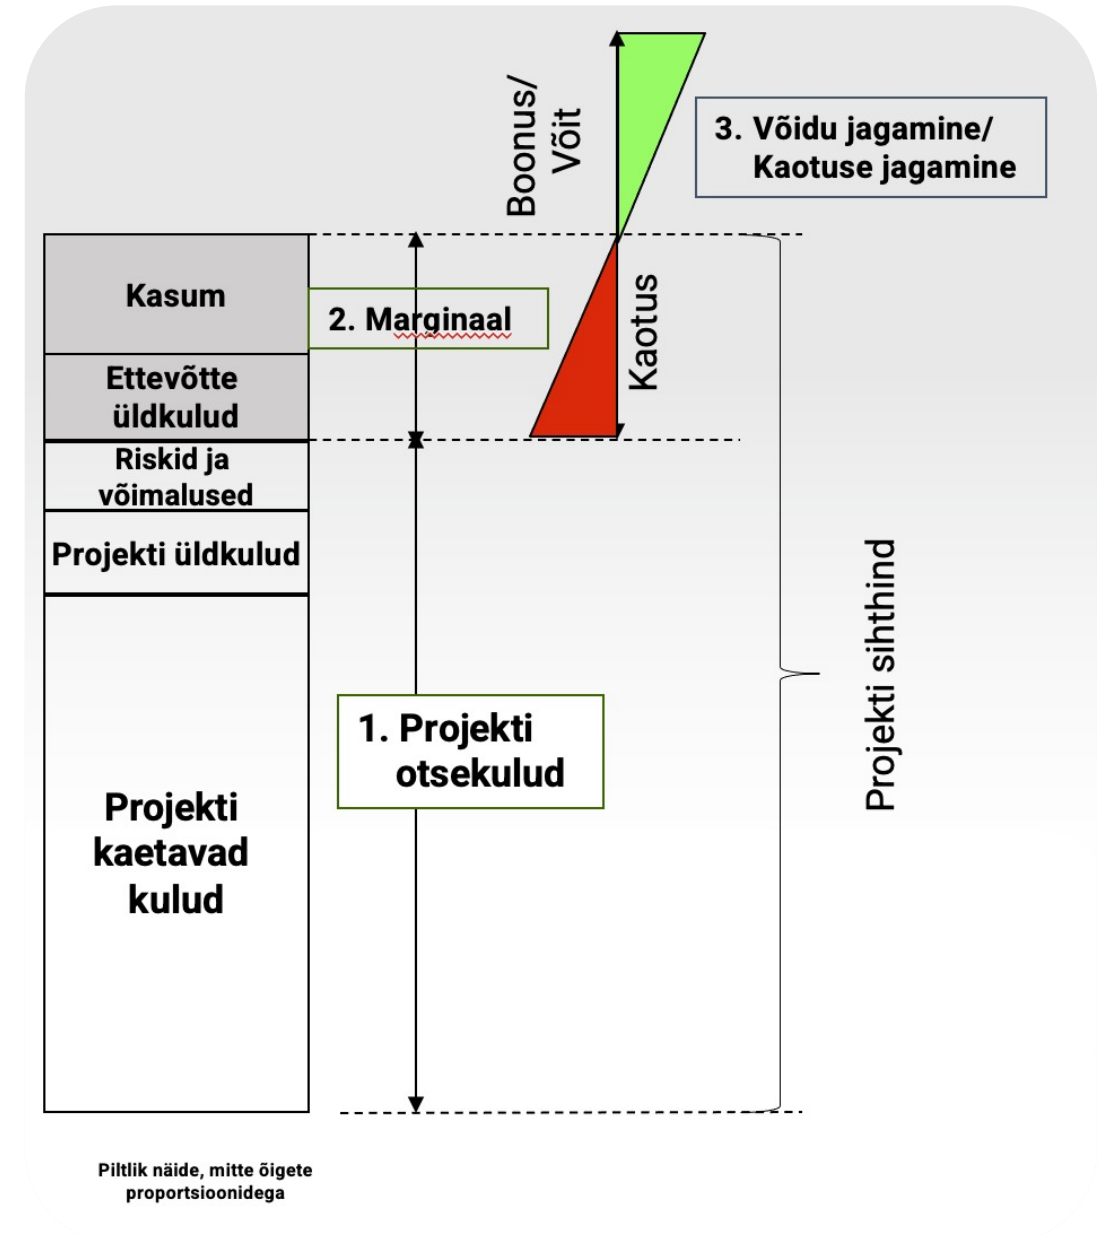 Boonus/
Võit
3. Võidu jagamine/
Kaotuse jagamine
Kasum
2. Marginaal
Kaotus
Ettevõtte
üldkulud
Riskid ja
võimalused
Projekti üldkulud
Projekti sihthind
1. Projekti
otsekulud
Projekti
kaetavad
kulud
Piltlik näide, mitte õigete
proportsioonidega